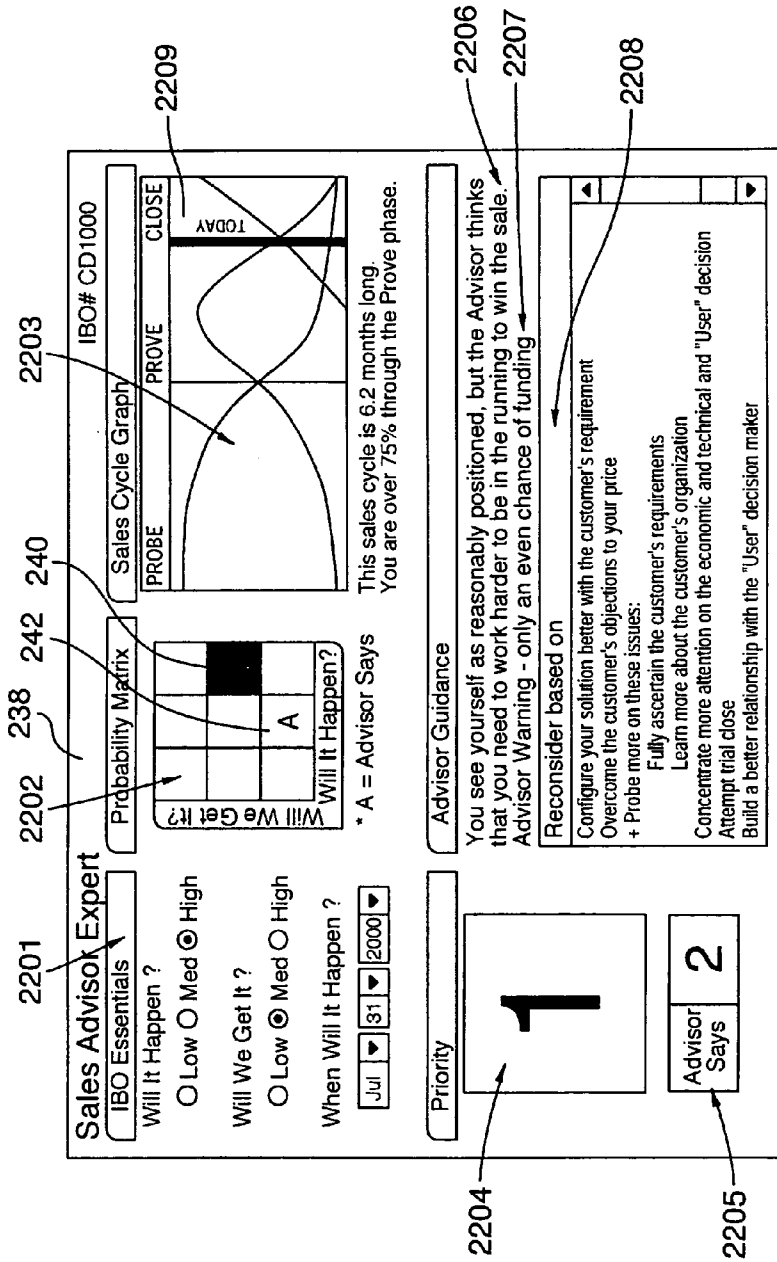 Sales Advisor Expert
IBO# CD1000
IBO Essentials
Will It Happen ?
Low Med High
Will We Get It ?
Low Med High
When Will It Happen ?
Jul 31 2000
Probability Matrix
Will We Get It?
A
Will It Happen?
* A = Advisor Says
Sales Cycle Graph
PROBE PROVE CLOSE
TODAY
This sales cycle is 6.2 months long.
You are over 75% through the Prove phase.
Priority
1
Advisor
Says
2
Advisor Guidance
You see yourself as reasonably positioned, but the Advisor thinks
that you need to work harder to be in the running to win the sale.
Advisor Warning - only an even chance of funding
Reconsider based on
Configure your solution better with the customer's requirement
Overcome the customer's objections to your price
+ Probe more on these issues:
Fully ascertain the customer's requirements
Learn more about the customer's organization
Concentrate more attention on the economic and technical and "User" decision
Attempt trial close
Build a better relationship with the "User" decision maker
2201
238
2202
242
240
2203
2209
2204
2205
2206
2207
2208